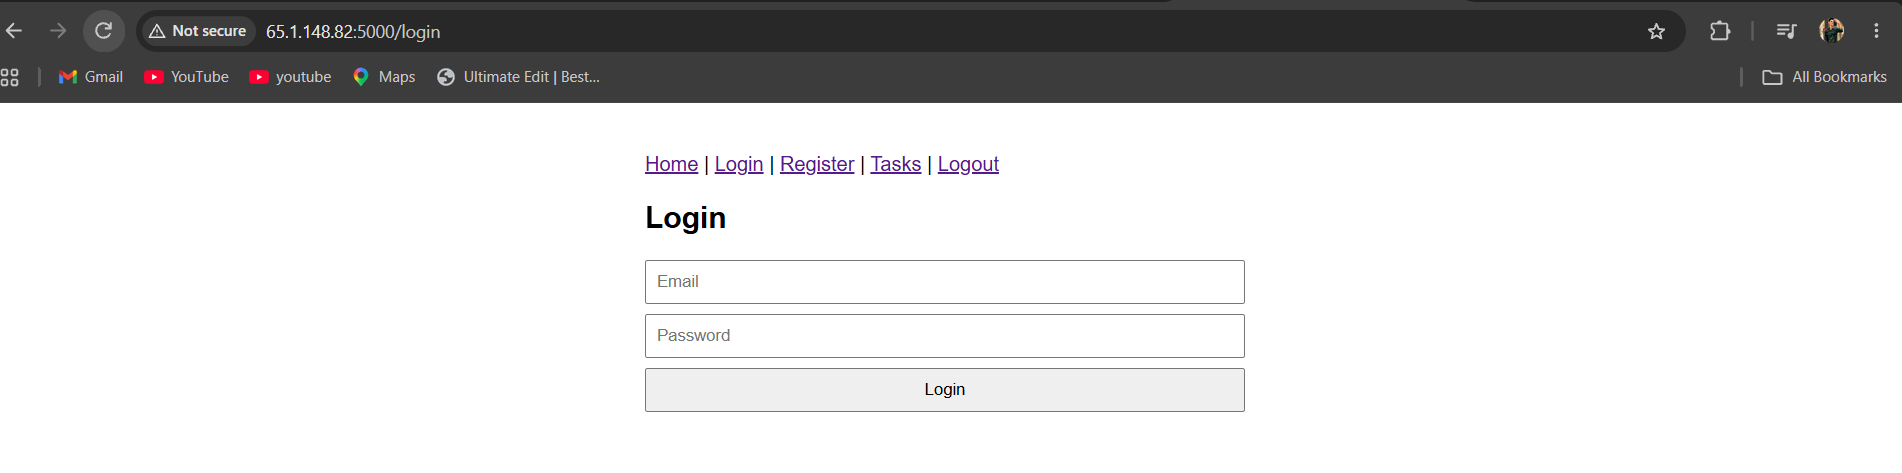 Not secure 65.1.148.82:5000/login
Gmail YouTube youtube Maps Ultimate Edit | Best... All Bookmarks
Home | Login | Register | Tasks | Logout
Login
Email
Password
Login